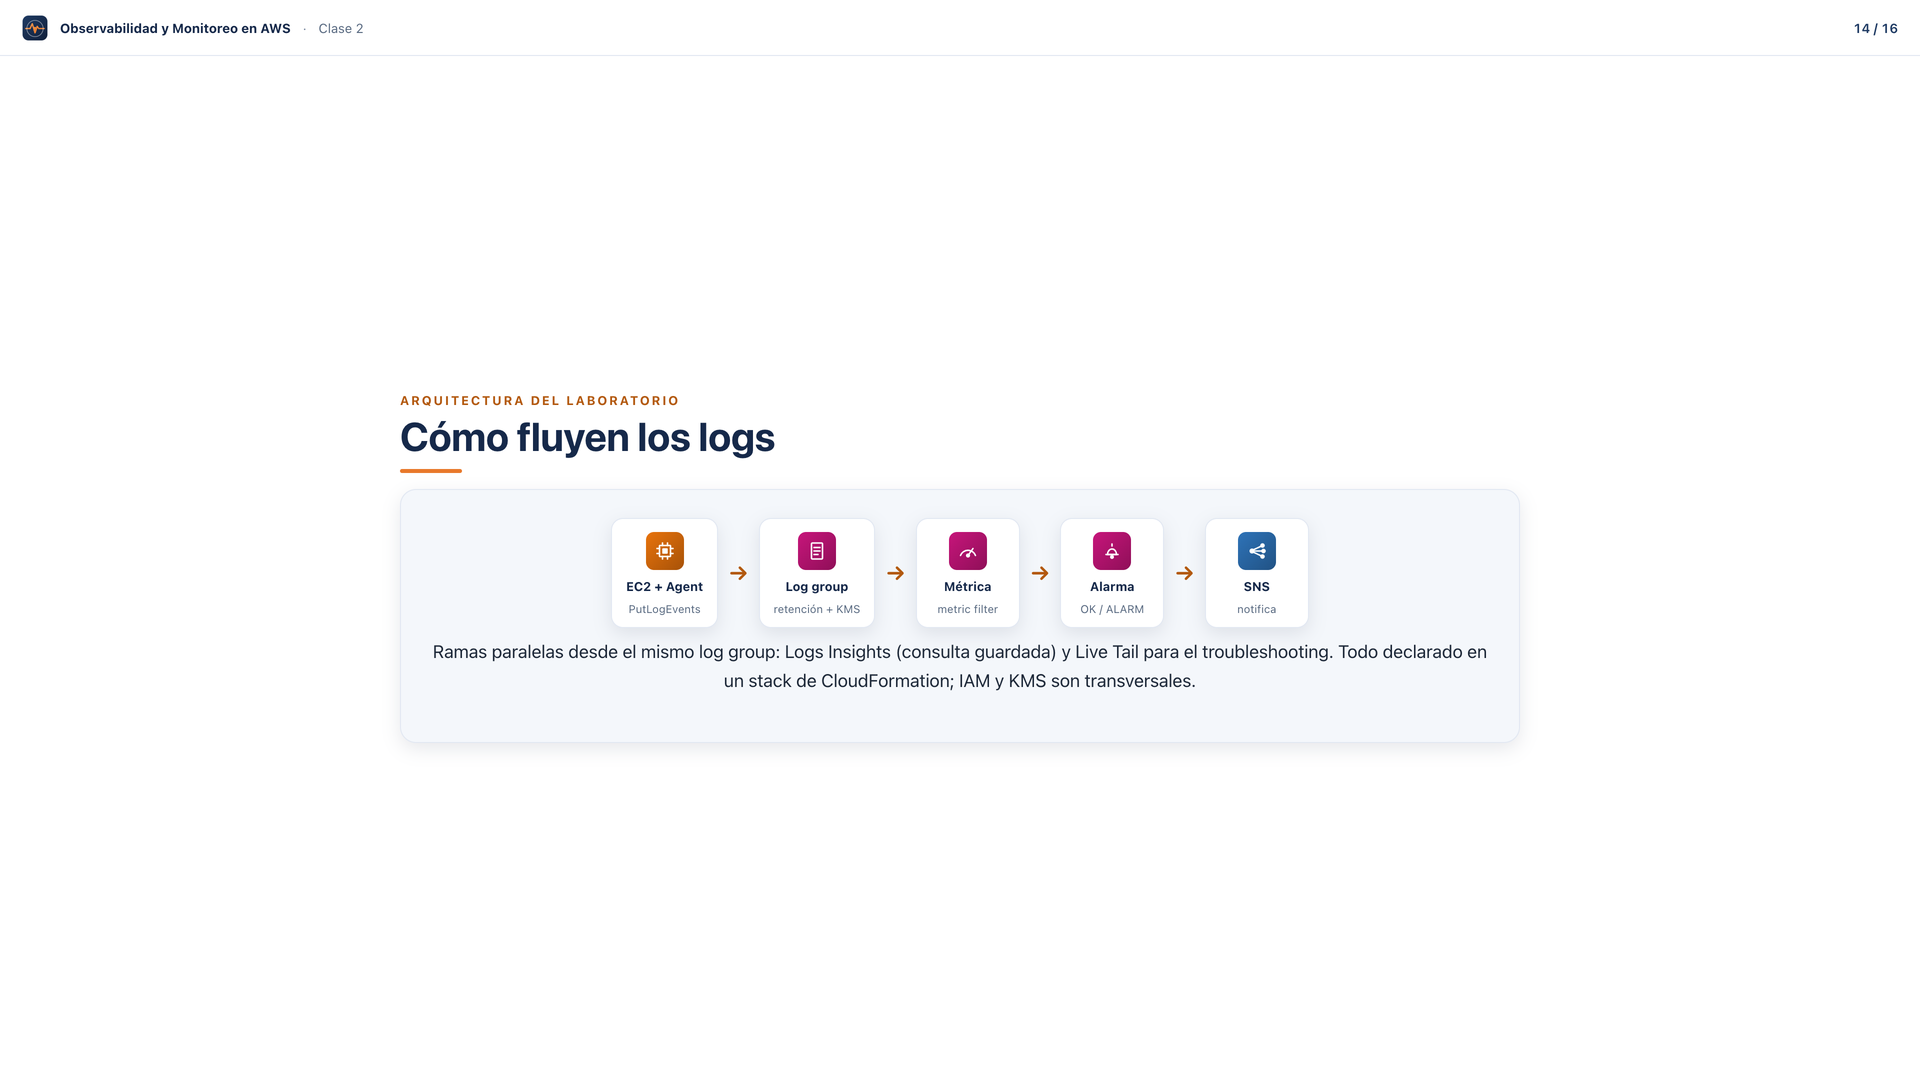 Observabilidad y Monitoreo en AWS · Clase 2
14 / 16
ARQUITECTURA DEL LABORATORIO
Cómo fluyen los logs
EC2 + Agent
PutLogEvents
Log group
retención + KMS
Métrica
metric filter
Alarma
OK / ALARM
SNS
notifica
Ramas paralelas desde el mismo log group: Logs Insights (consulta guardada) y Live Tail para el troubleshooting. Todo declarado en
un stack de CloudFormation; IAM y KMS son transversales.